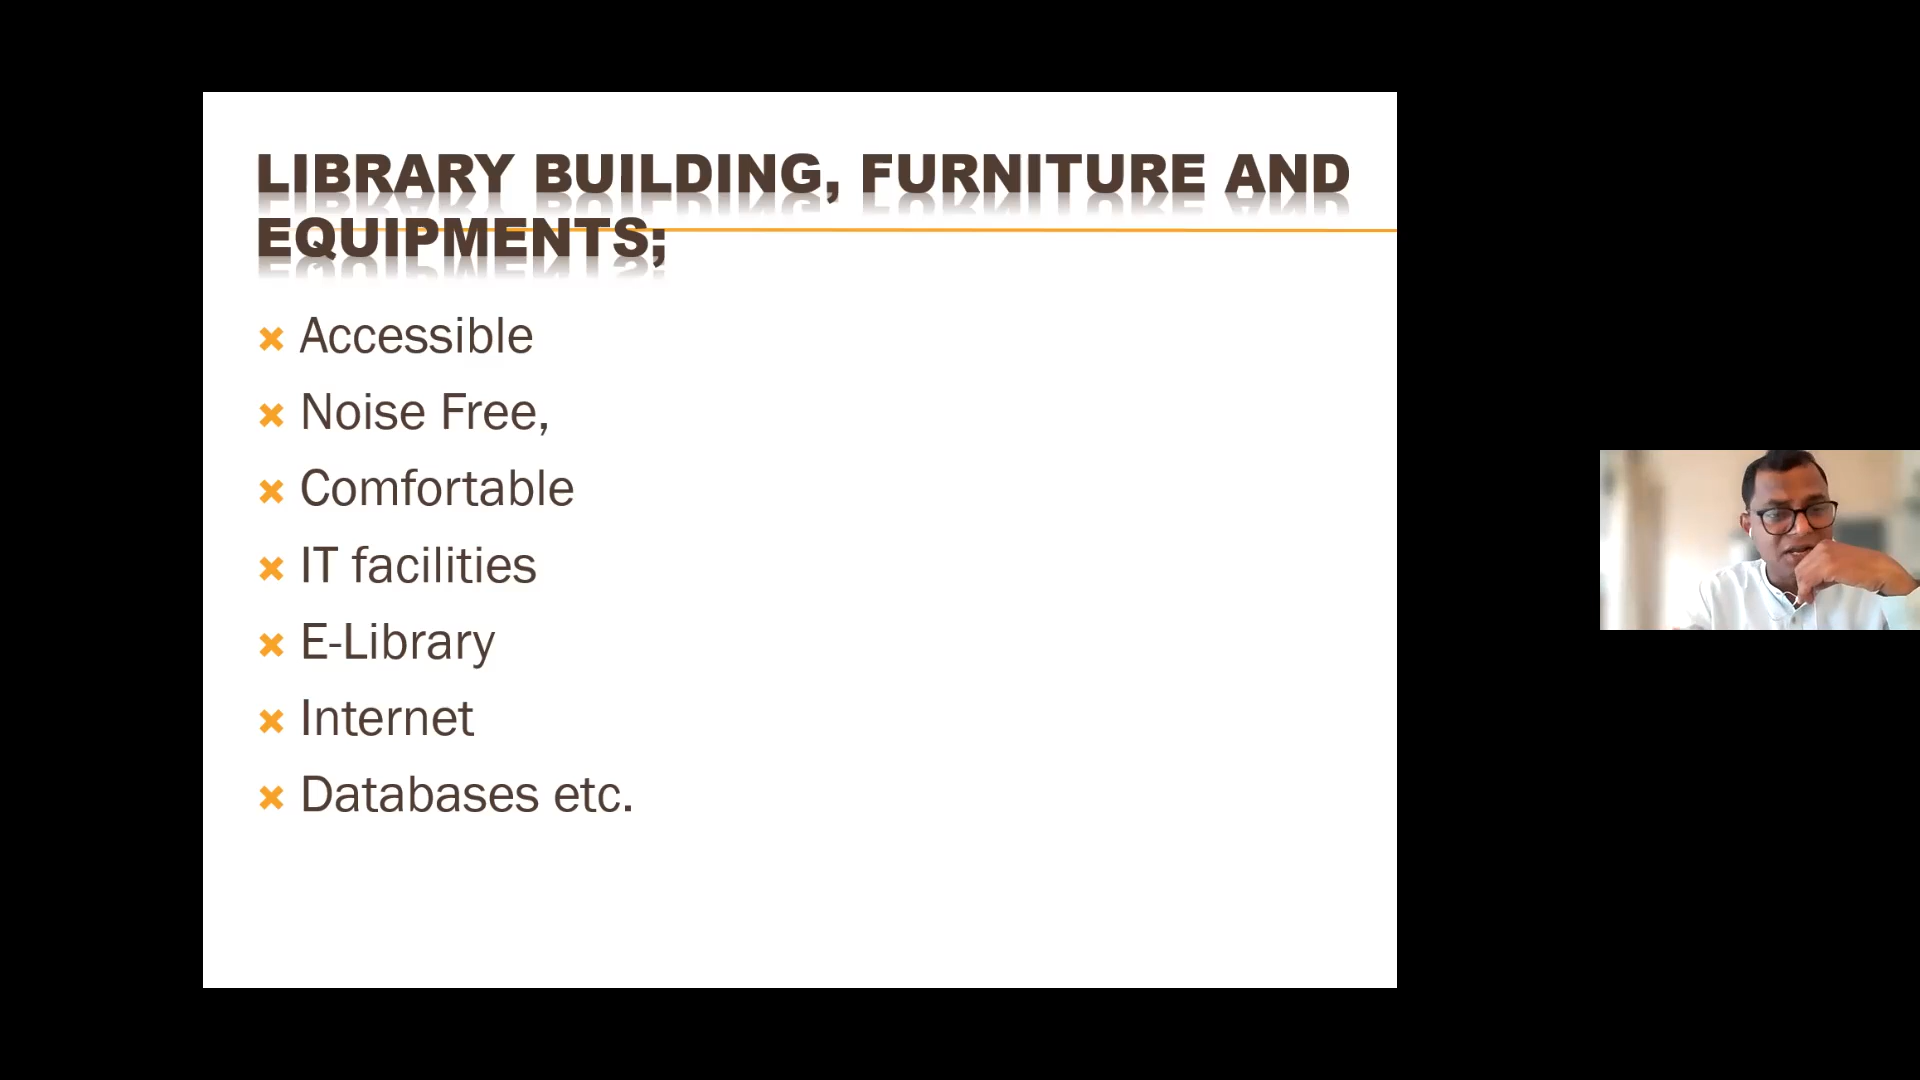 LIBRARY BUILDING, FURNITURE AND
EQUIPMENTS;
Accessible
Noise Free,
Comfortable
IT facilities
E-Library
Internet
Databases etc.